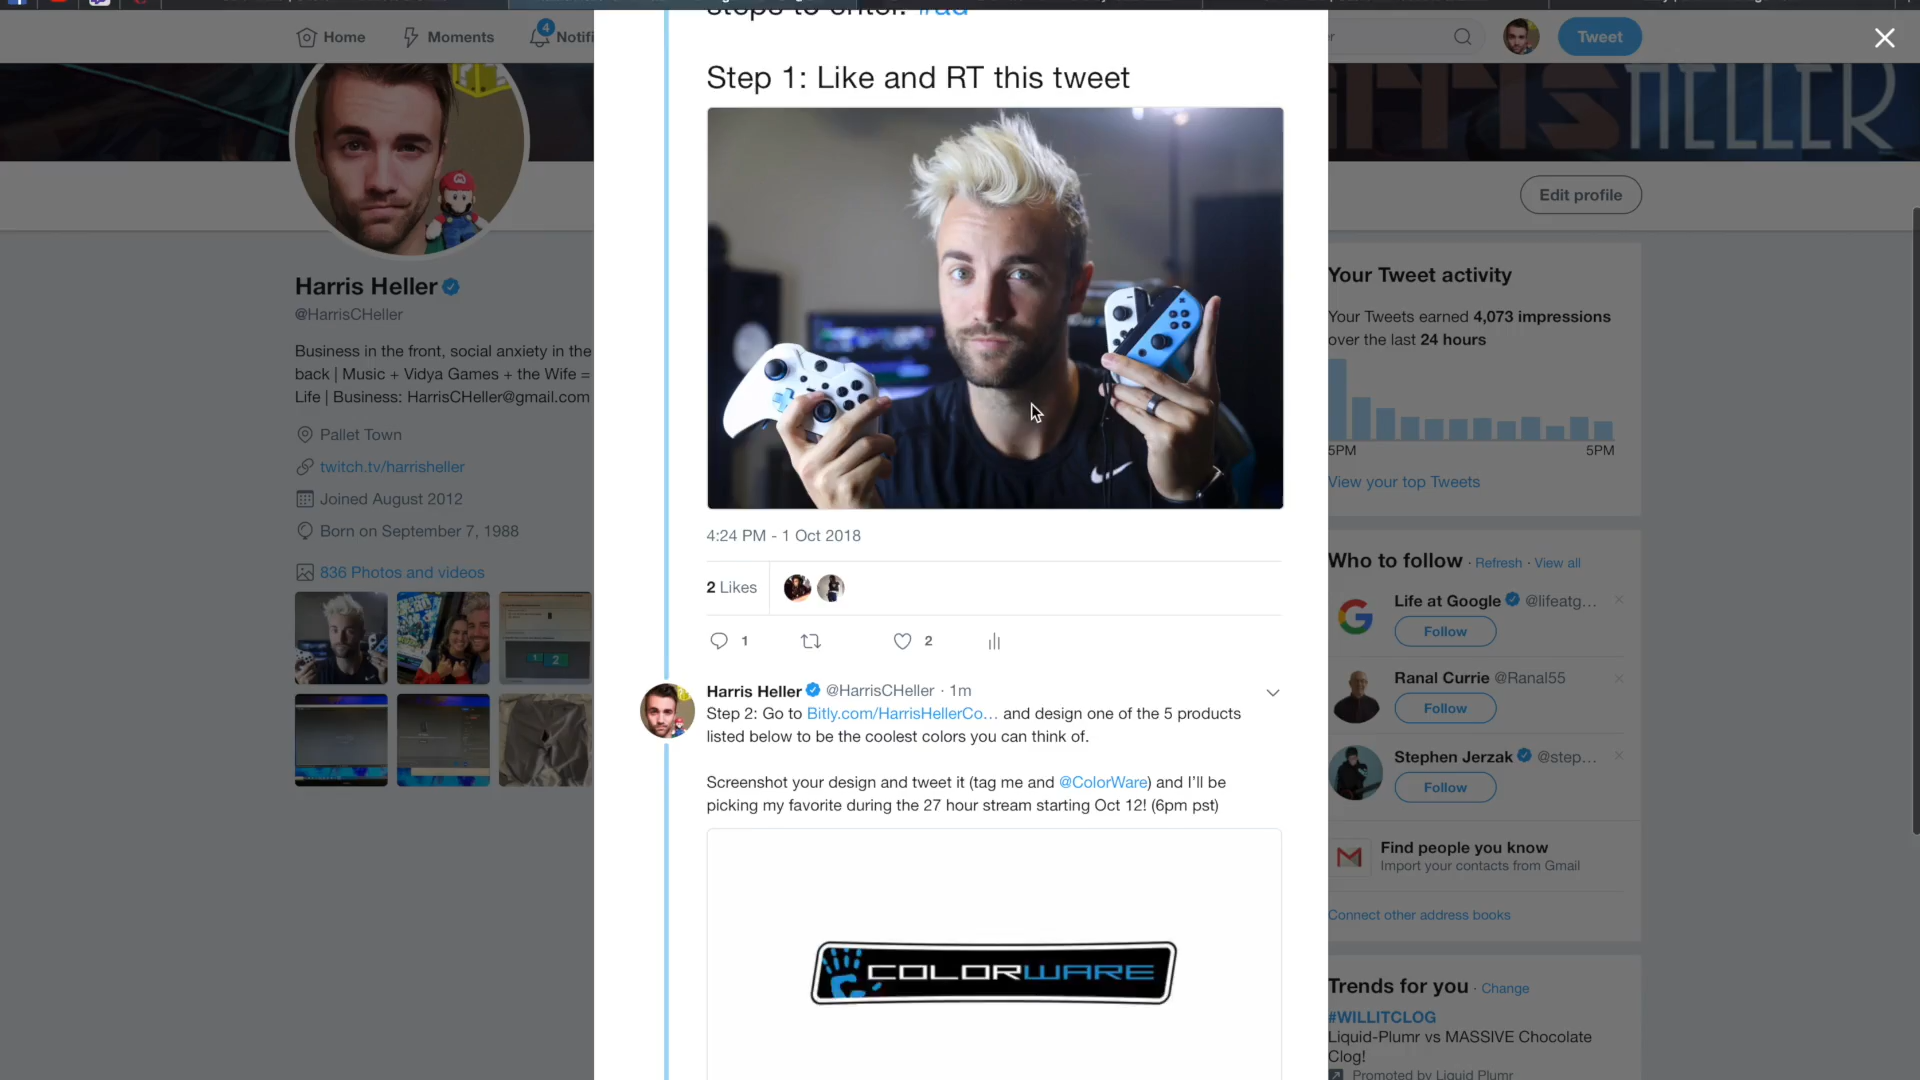 steps to enter. #ad
Home
Moments
4
Notifi
Tweet
Step 1: Like and RT this tweet
HELLER
Edit profile
Harris Heller
@HarrisCHeller
Business in the front, social anxiety in the
back | Music + Vidya Games + the Wife =
Life | Business: HarrisCHeller@gmail.com
Pallet Town
twitch.tv/harrisheller
Joined August 2012
Born on September 7, 1988
836 Photos and videos
4:24 PM - 1 Oct 2018
2 Likes
1
2
Harris Heller @HarrisCHeller · 1m
Step 2: Go to Bitly.com/HarrisHellerCo... and design one of the 5 products
listed below to be the coolest colors you can think of.
Screenshot your design and tweet it (tag me and @ColorWare) and I'll be
picking my favorite during the 27 hour stream starting Oct 12! (6pm pst)
COLORWARE
Your Tweet activity
Your Tweets earned 4,073 impressions
over the last 24 hours
5PM
5PM
View your top Tweets
Who to follow · Refresh · View all
Life at Google @lifeatg...
Follow
Ranal Currie @Ranal55
Follow
Stephen Jerzak @step...
Follow
Find people you know
Import your contacts from Gmail
Connect other address books
Trends for you · Change
#WILLITCLOG
Liquid-Plumr vs MASSIVE Chocolate
Clog!
Promoted by Liquid Plumr